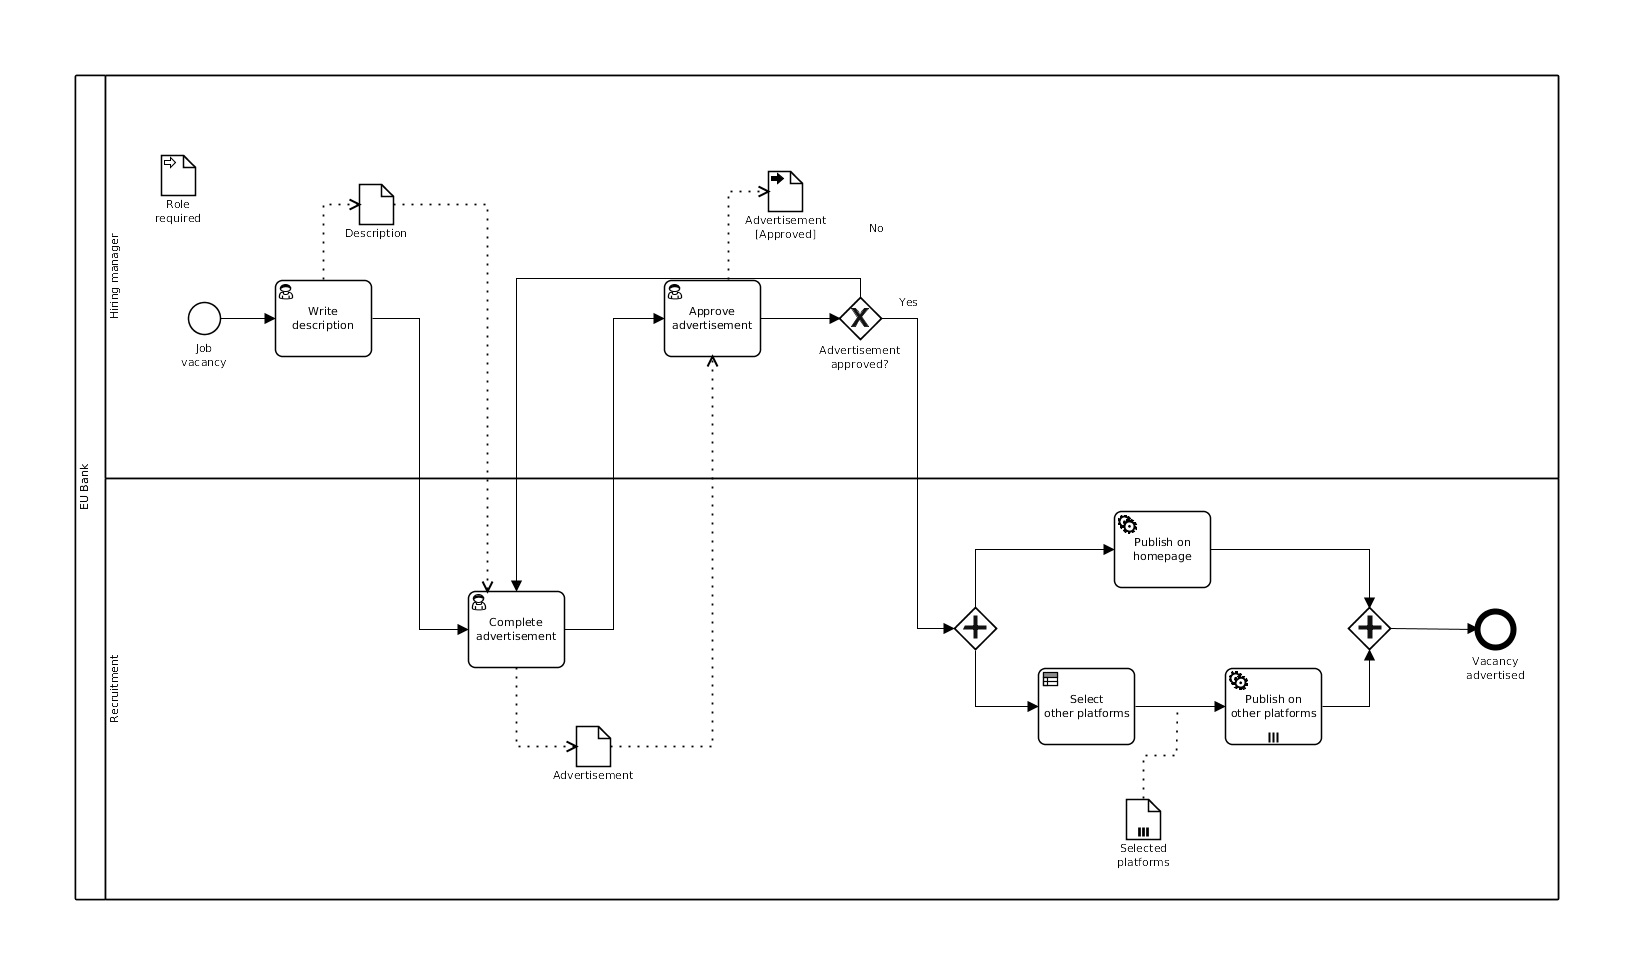 EU Bank
Hiring manager
Role
required
Description
Advertisement
[Approved]
No
Job
vacancy
Write
description
Approve
advertisement
Yes
Advertisement
approved?
Recruitment
Complete
advertisement
Advertisement
Publish on
homepage
Select
other platforms
Publish on
other platforms
Vacancy
advertised
Selected
platforms